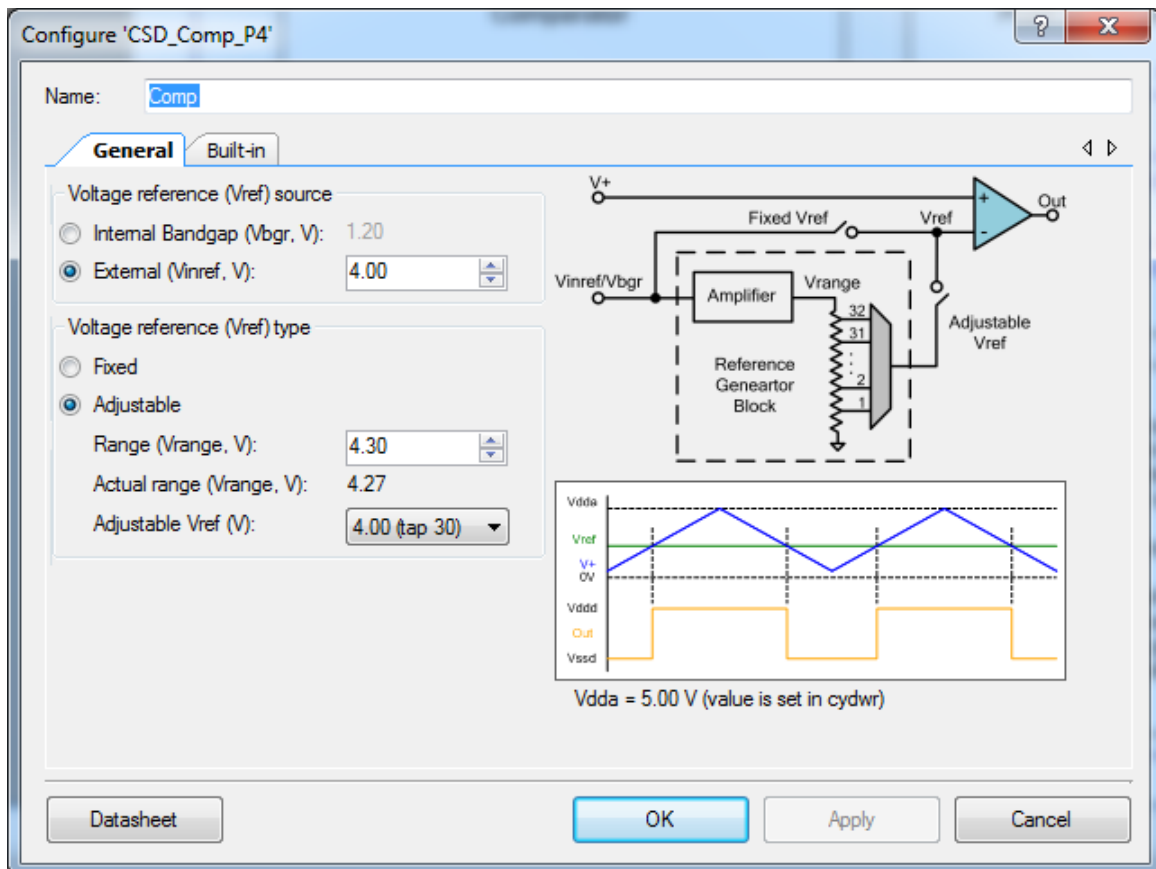 Comparator
Configure 'CSD_Comp_P4'
Name: Comp
General Built-in
Voltage reference (Vref) source
Internal Bandgap (Vbgr, V): 1.20
External (Vinref, V): 4.00
Voltage reference (Vref) type
Fixed
Adjustable
Range (Vrange, V): 4.30
Actual range (Vrange, V): 4.27
Adjustable Vref (V): 4.00 (tap 30)
V+
+
Out
Fixed Vref
Vref
-
Vinref/Vbgr
Amplifier
Vrange
32
31
Adjustable
Vref
Reference
Geneartor
Block
2
1
Vdda
Vref
V+
0V
Vddd
Out
Vssd
Vdda = 5.00 V (value is set in cydwr)
Datasheet OK Apply Cancel